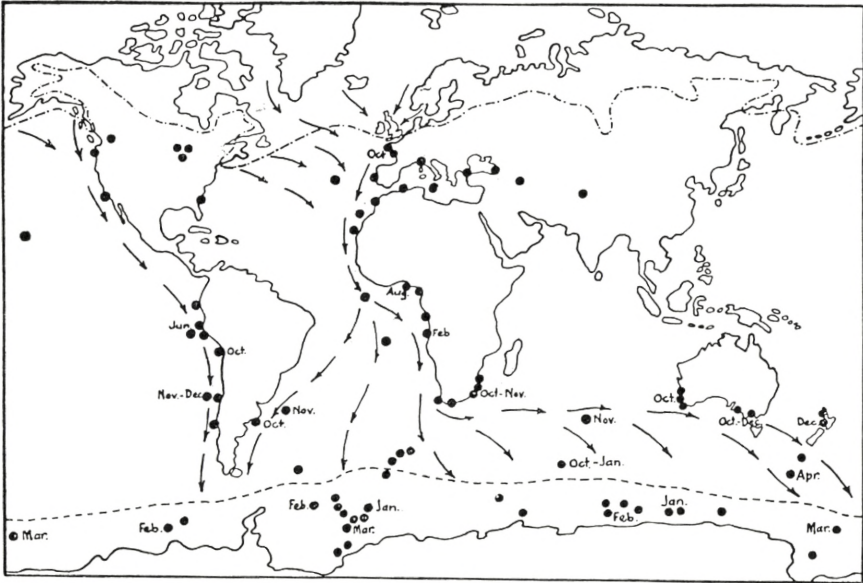 Oct
Aug.
Jun.
Feb
Oct.
Nov.-Dec.
Nov.
Oct.
Oct-Nov.
Oct.
Nov.
Oct-Dec.
Dec.
Oct-Jan.
Apr.
Feb.
Jan.
Jan.
Feb.
Mar.
Feb.
Mar.
Mar.